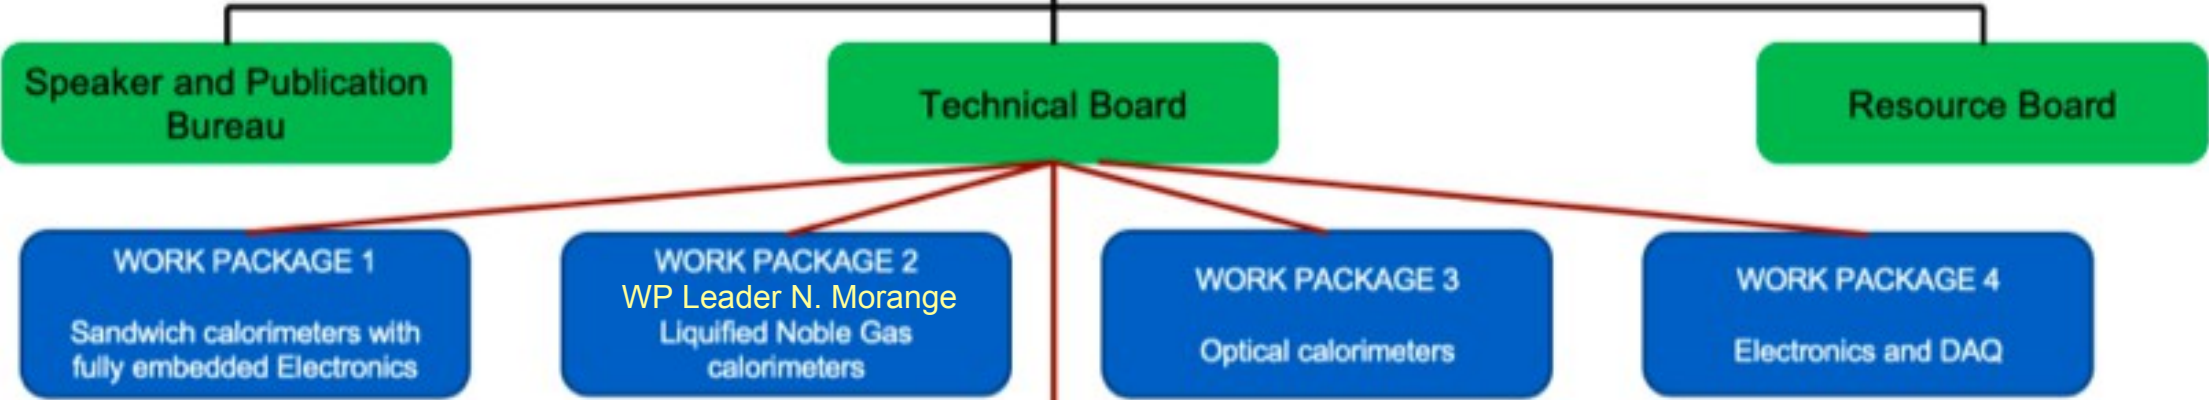 Speaker and Publication
Bureau
Technical Board
Resource Board
WORK PACKAGE 1
Sandwich calorimeters with
fully embedded Electronics
WORK PACKAGE 2
WP Leader N. Morange
Liquified Noble Gas
calorimeters
WORK PACKAGE 3
Optical calorimeters
WORK PACKAGE 4
Electronics and DAQ